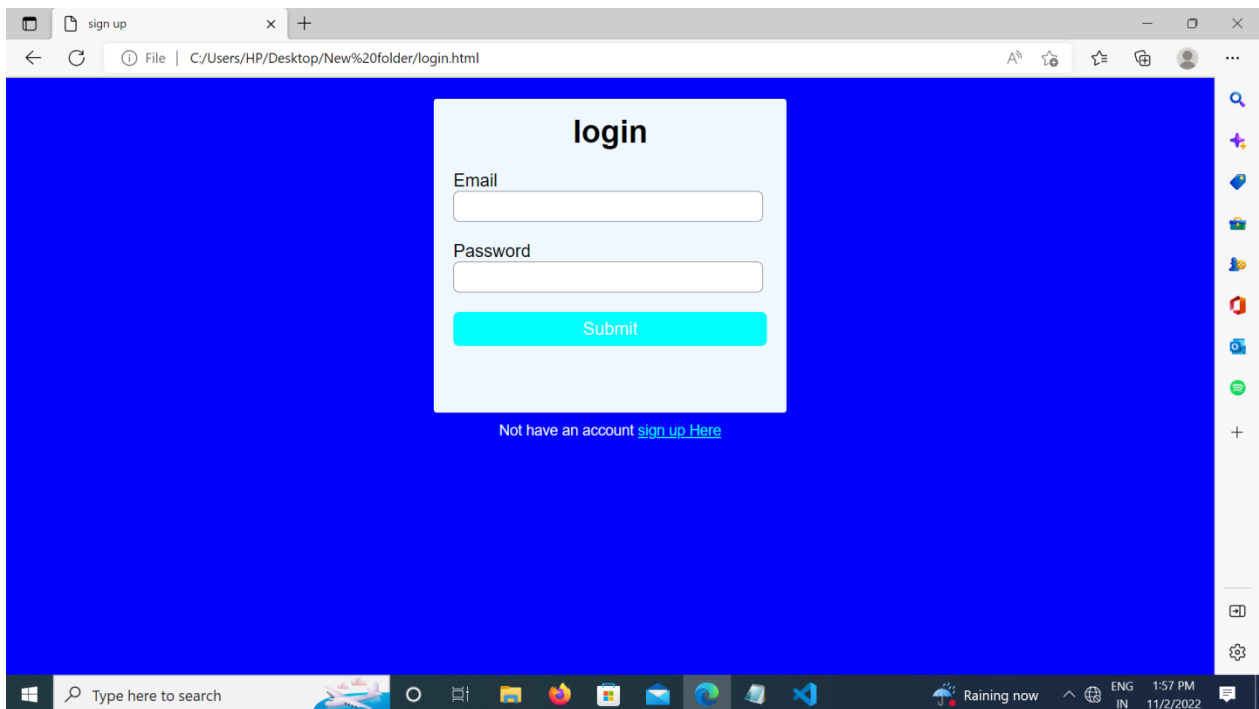 sign up
File | C:/Users/HP/Desktop/New%20folder/login.html
login
Email
Password
Submit
Not have an account sign up Here
Type here to search
Raining now
ENG
IN
1:57 PM
11/2/2022